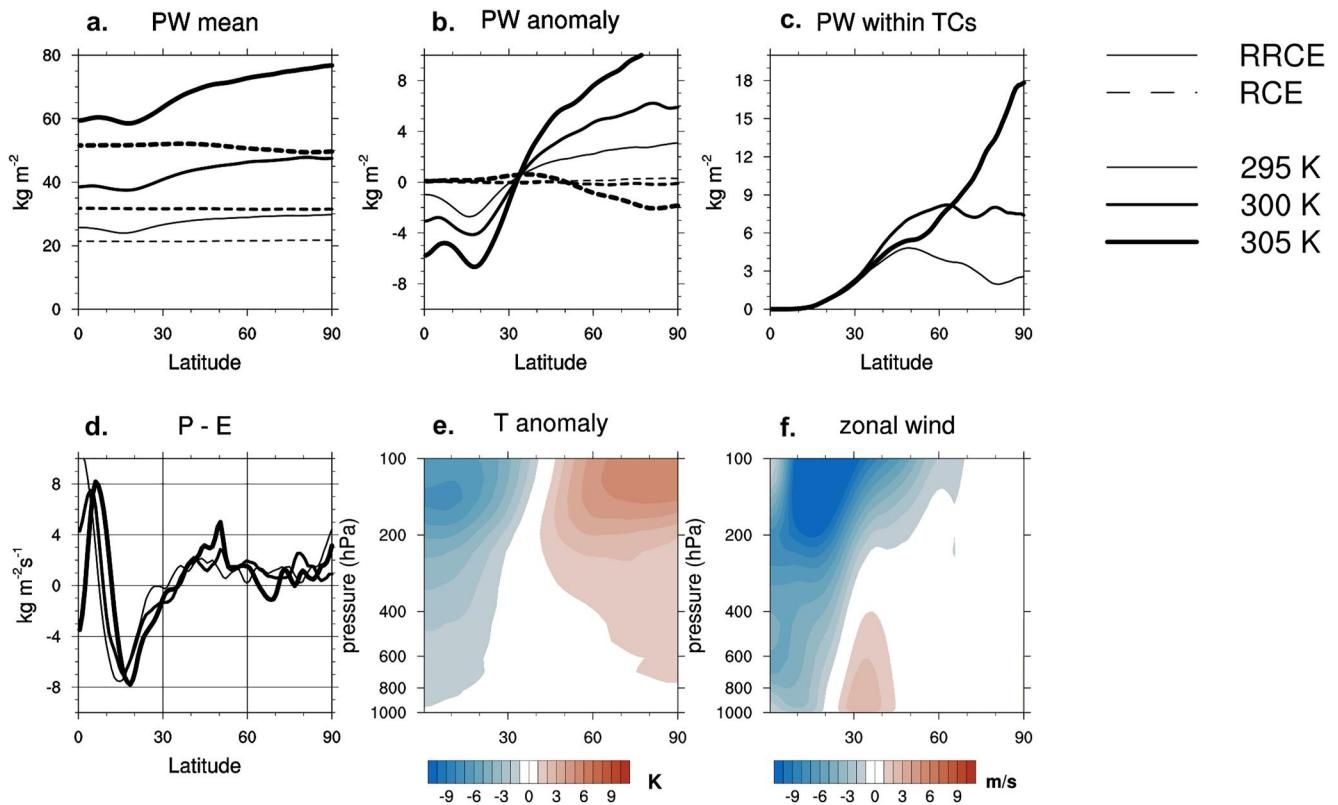 a. PW mean
80
60
40
20
0
kg m⁻²
0 30 60 90
Latitude
b. PW anomaly
8
4
0
-4
-8
kg m⁻²
0 30 60 90
Latitude
c. PW within TCs
18
15
12
9
6
3
0
kg m⁻²
0 30 60 90
Latitude
RRCE
RCE
295 K
300 K
305 K
d. P - E
8
4
0
-4
-8
kg m⁻²s⁻¹
0 30 60 90
Latitude
e. T anomaly
100
200
400
600
800
1000
pressure (hPa)
30 60 90
-9 -6 -3 0 3 6 9 K
f. zonal wind
100
200
400
600
800
1000
pressure (hPa)
30 60 90
-9 -6 -3 0 3 6 9 m/s